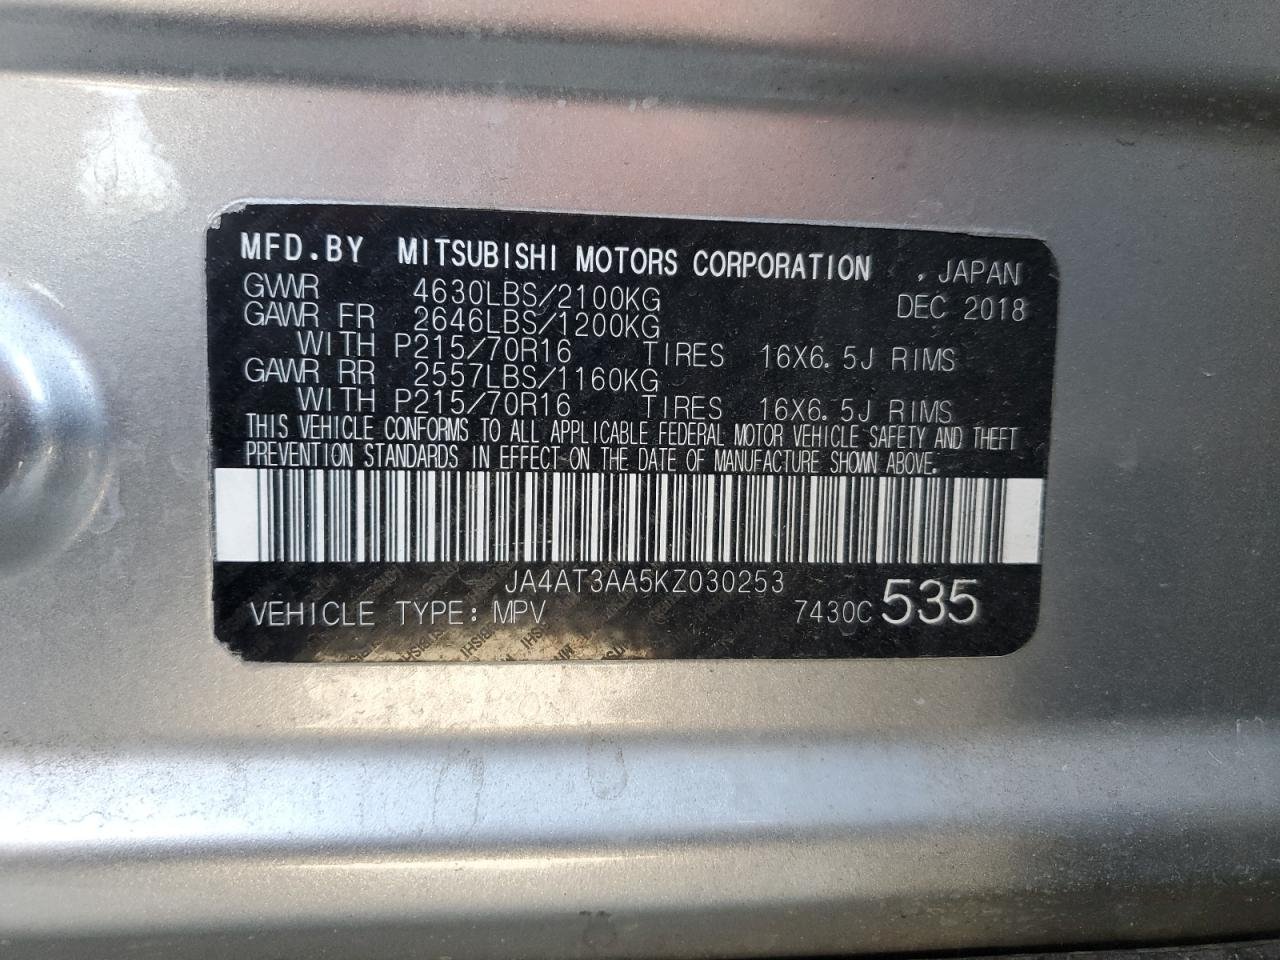 MFD.BY MITSUBISHI MOTORS CORPORATION , JAPAN
GVWR 4630LBS/2100KG DEC 2018
GAWR FR 2646LBS/1200KG
WITH P215/70R16 TIRES 16X6.5J RIMS
GAWR RR 2557LBS/1160KG
WITH P215/70R16 TIRES 16X6.5J RIMS
THIS VEHICLE CONFORMS TO ALL APPLICABLE FEDERAL MOTOR VEHICLE SAFETY AND THEFT
PREVENTION STANDARDS IN EFFECT ON THE DATE OF MANUFACTURE SHOWN ABOVE.
JA4AT3AA5KZ030253
VEHICLE TYPE: MPV 7430C 535